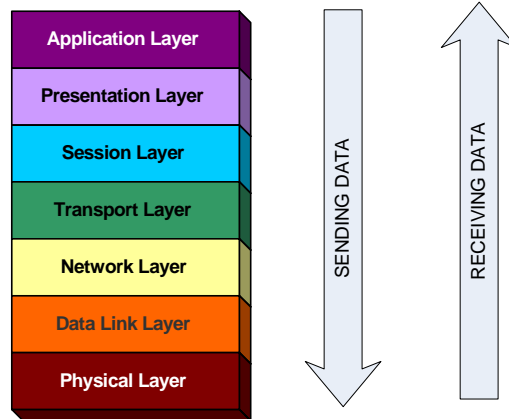 Application Layer
Presentation Layer
Session Layer
Transport Layer
Network Layer
Data Link Layer
Physical Layer
SENDING DATA
RECEIVING DATA